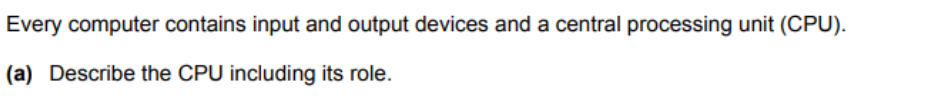 Every computer contains input and output devices and a central processing unit (CPU).
(a) Describe the CPU including its role.